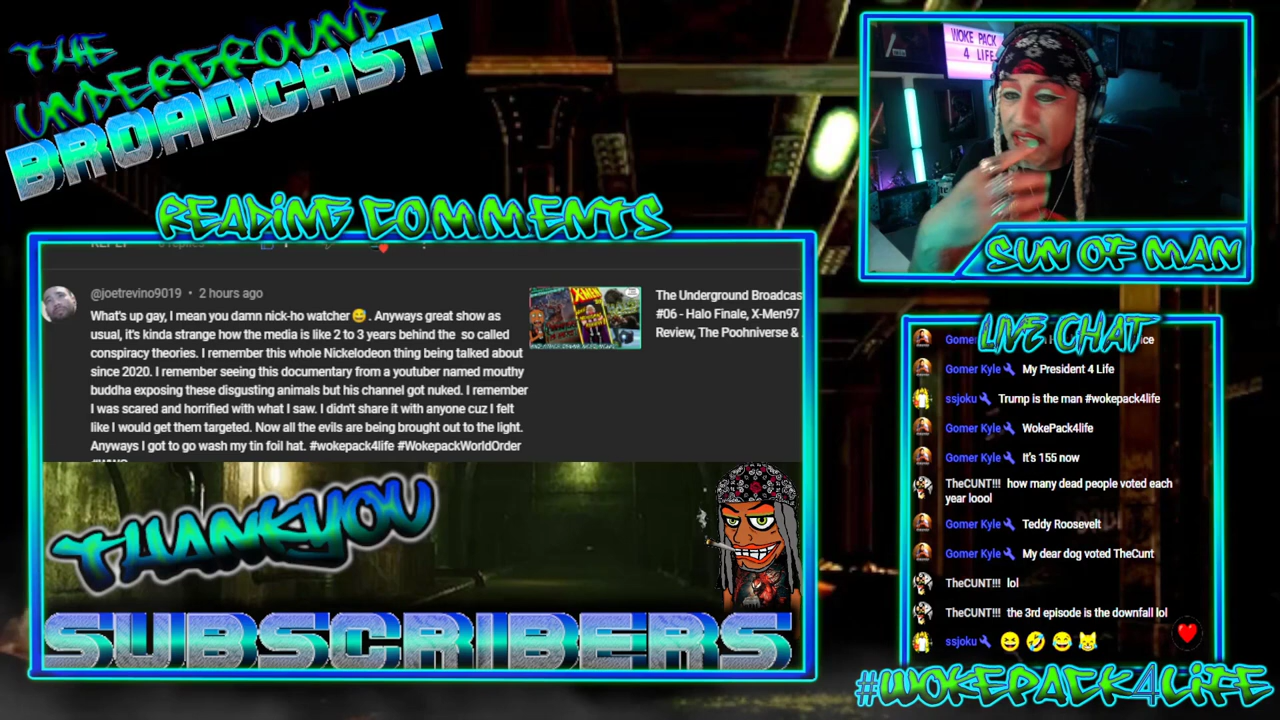 THE
UNDERGROUND
BROADCAST
WOKE PACK
4 LIFE
SUN OF MAN
READING COMMENTS
@joetrevino9019 • 2 hours ago
What's up gay, I mean you damn nick-ho watcher 😄. Anyways great show as
usual, it's kinda strange how the media is like 2 to 3 years behind the so called
conspiracy theories. I remember this whole Nickelodeon thing being talked about
since 2020. I remember seeing this documentary from a youtuber named mouthy
buddha exposing these disgusting animals but his channel got nuked. I remember
I was scared and horrified with what I saw. I didn't share it with anyone cuz I felt
like I would get them targeted. Now all the evils are being brought out to the light.
Anyways I got to go wash my tin foil hat. #wokepack4life #WokepackWorldOrder
The Underground Broadcas
#06 - Halo Finale, X-Men97
Review, The Poohniverse &
THANKYOU
SUBSCRIBERS
LIVE CHAT
Gomer Kyle My President 4 Life
ssjoku Trump is the man #wokepack4life
Gomer Kyle WokePack4life
Gomer Kyle It's 155 now
TheCUNT!!! how many dead people voted each
year loool
Gomer Kyle Teddy Roosevelt
Gomer Kyle My dear dog voted TheCunt
TheCUNT!!! lol
TheCUNT!!! the 3rd episode is the downfall lol
ssjoku 😆 🤣 😂 😹
#WOKEPACK4LIFE